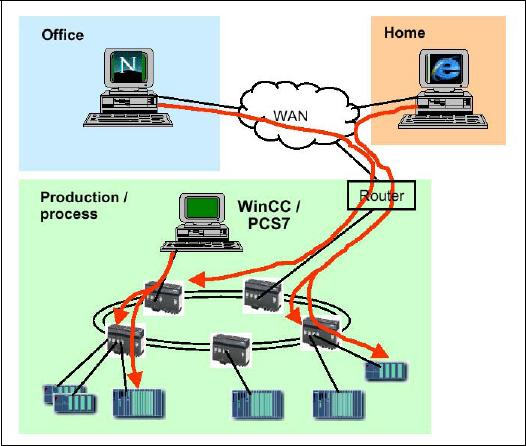 Office
Home
N
WAN
Router
Production /
process
WinCC /
PCS7